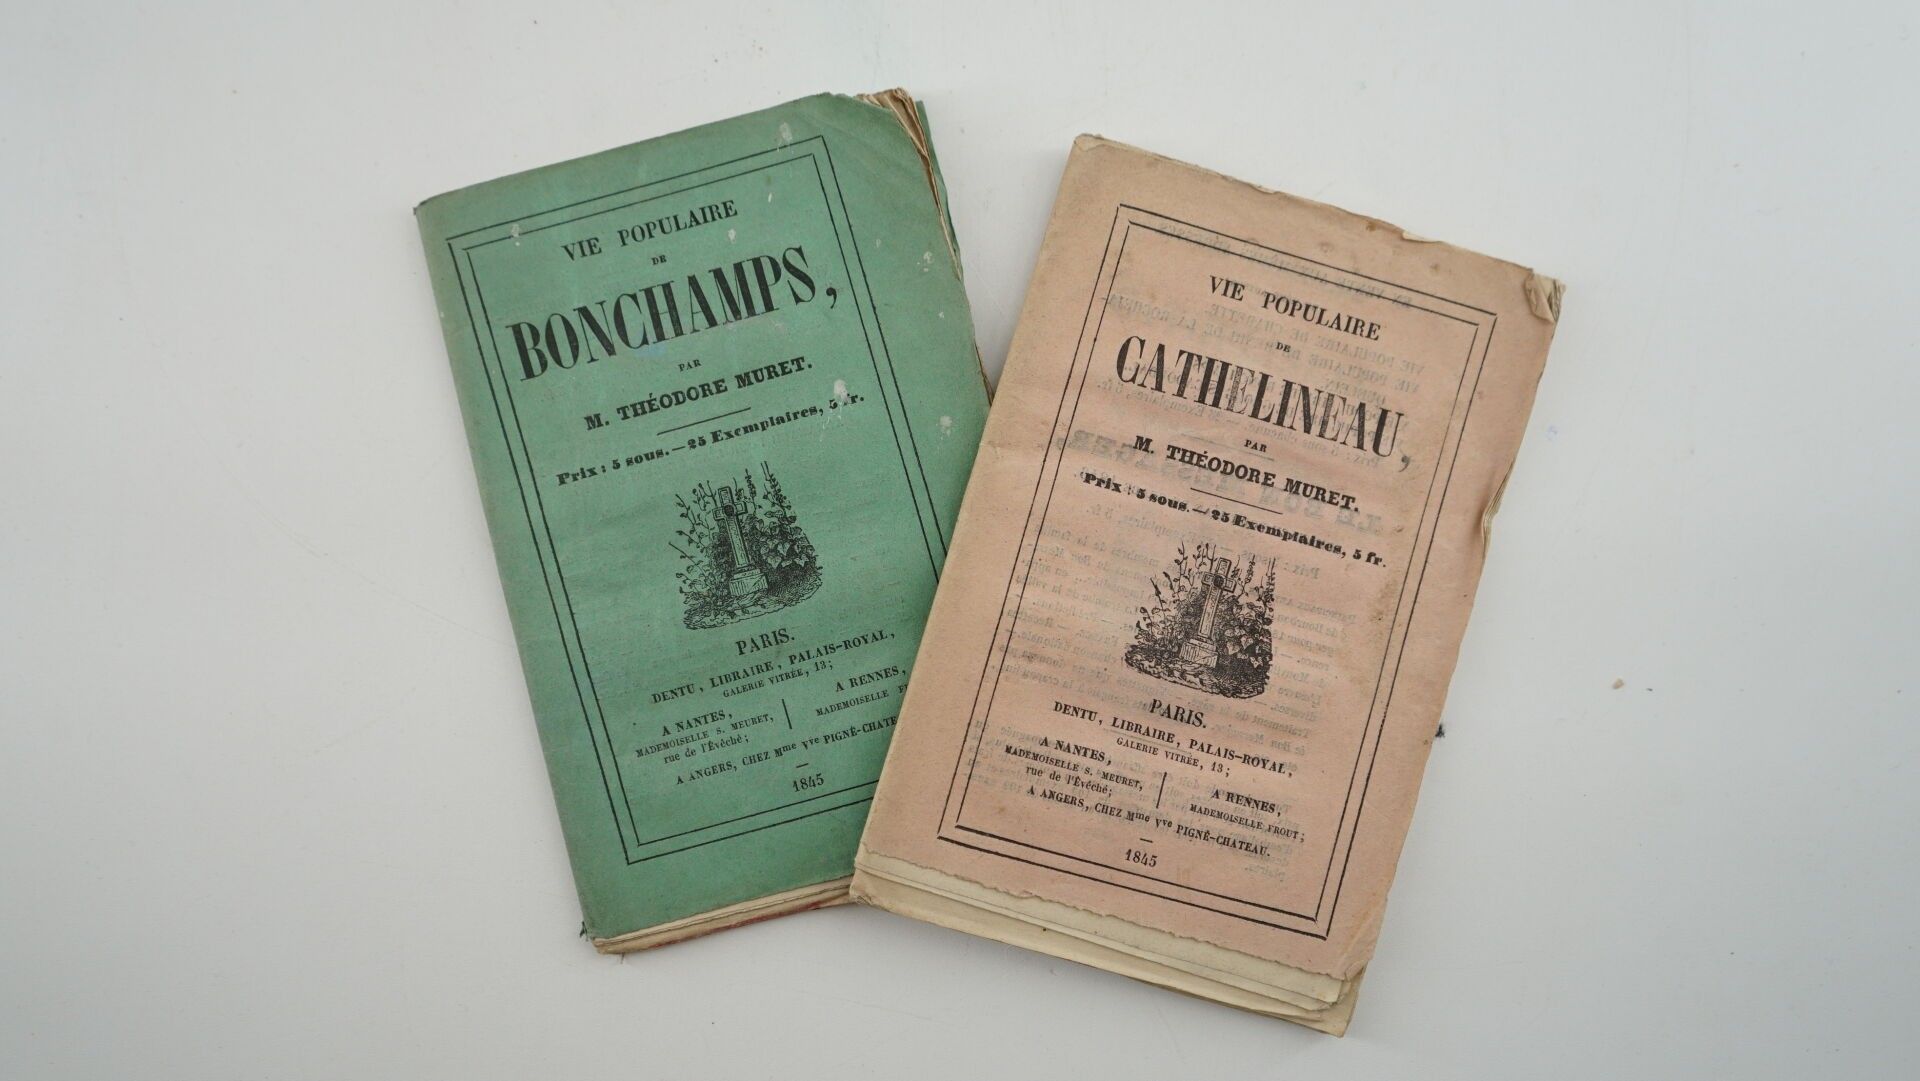 VIE POPULAIRE
DE
BONCHAMPS,
PAR
M. THÉODORE MURET.
Prix : 5 sous. — 25 Exemplaires, 5 fr.
PARIS.
DENTU, LIBRAIRE, PALAIS-ROYAL,
GALERIE VITRÉE, 13;
A NANTES,
MADEMOISELLE S. MEURET,
rue de l'Évêché;
A RENNES,
MADEMOISELLE
A ANGERS, CHEZ Mme Vve PIGNÉ-CHATE
1845
VIE POPULAIRE
DE
CATHELINEAU,
PAR
M. THÉODORE MURET.
Prix : 5 sous. — 25 Exemplaires, 5 fr.
PARIS.
DENTU, LIBRAIRE, PALAIS-ROYAL,
GALERIE VITRÉE, 13;
A NANTES,
MADEMOISELLE S. MEURET,
rue de l'Évêché;
A RENNES,
MADEMOISELLE FROUT;
A ANGERS, CHEZ Mme Vve PIGNÉ-CHATEAU.
1845